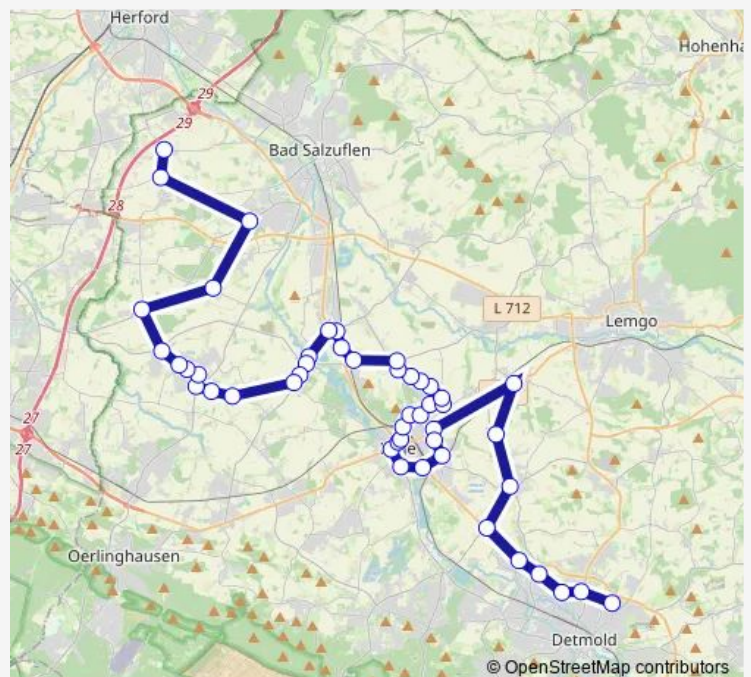 Herford
Hohenha
29
29
Bad Salzuflen
28
L 712
Lemgo
27
27
Oerlinghausen
Detmold
© OpenStreetMap contributors